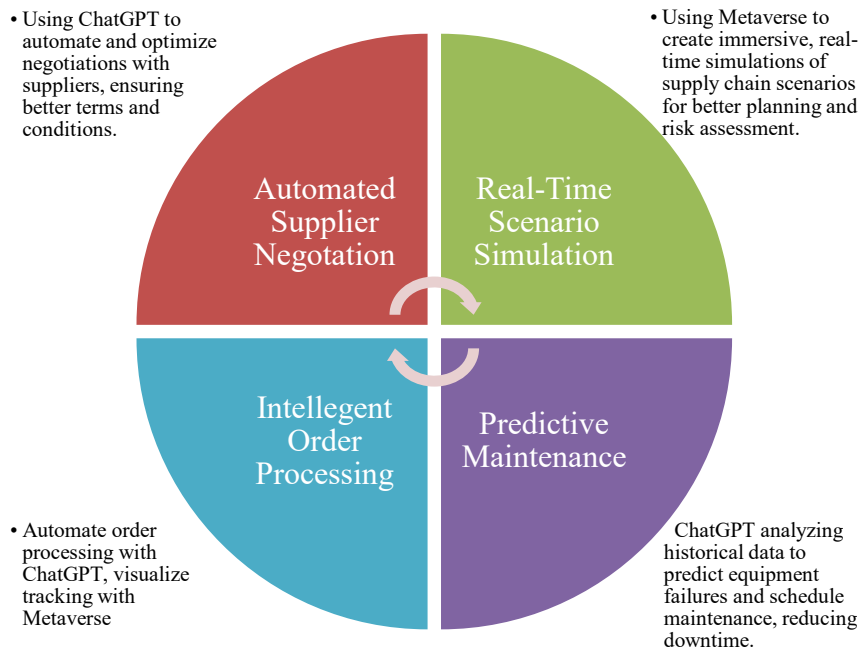 • Using ChatGPT to
automate and optimize
negotiations with
suppliers, ensuring
better terms and
conditions.
• Using Metaverse to
create immersive, real-
time simulations of
supply chain scenarios
for better planning and
risk assessment.
Automated
Supplier
Negotation
Real-Time
Scenario
Simulation
Intellegent
Order
Processing
Predictive
Maintenance
• Automate order
processing with
ChatGPT, visualize
tracking with
Metaverse
ChatGPT analyzing
historical data to
predict equipment
failures and schedule
maintenance, reducing
downtime.